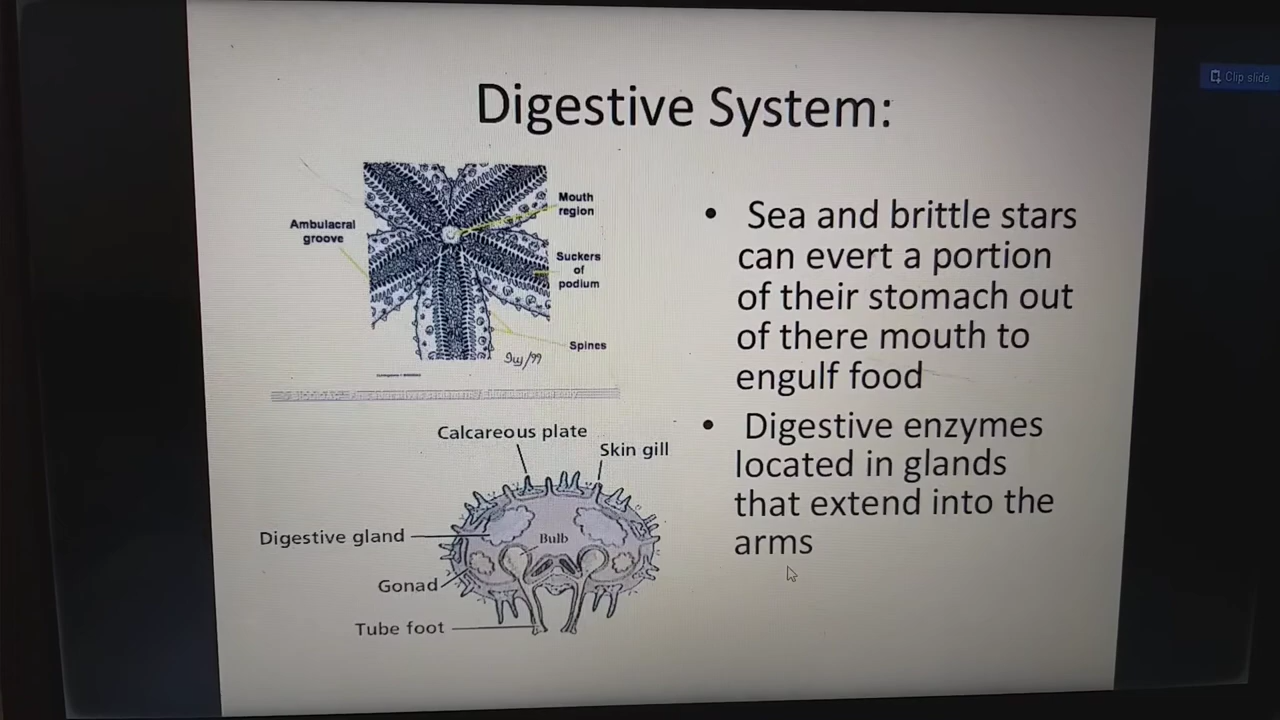 Clip slide
Digestive System:
Mouth
region
Ambulacral
groove
Suckers
of
podium
Spines
• Sea and brittle stars
can evert a portion
of their stomach out
of there mouth to
engulf food
• Digestive enzymes
located in glands
that extend into the
arms
Calcareous plate
Skin gill
Digestive gland
Bulb
Gonad
Tube foot